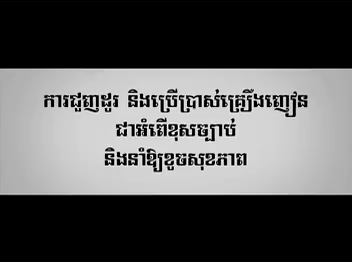 ការជួញដូរ និងប្រើប្រាស់គ្រឿងញៀន
ជាអំពើខុសច្បាប់
និងនាំឱ្យខូចសុខភាព